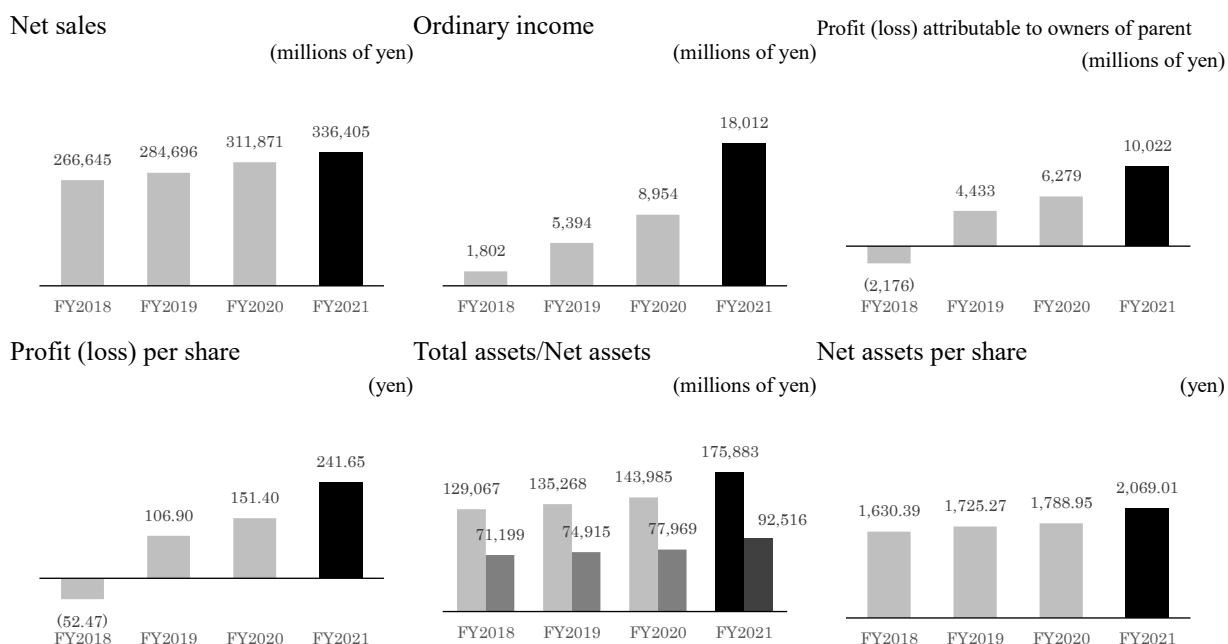 Net sales
(millions of yen)
266,645
284,696
311,871
336,405
FY2018 FY2019 FY2020 FY2021
Ordinary income
(millions of yen)
1,802
5,394
8,954
18,012
FY2018 FY2019 FY2020 FY2021
Profit (loss) attributable to owners of parent
(millions of yen)
(2,176)
4,433
6,279
10,022
FY2018 FY2019 FY2020 FY2021
Profit (loss) per share
(yen)
(52.47)
106.90
151.40
241.65
FY2018 FY2019 FY2020 FY2021
Total assets/Net assets
(millions of yen)
129,067
71,199
135,268
74,915
143,985
77,969
175,883
92,516
FY2018 FY2019 FY2020 FY2021
Net assets per share
(yen)
1,630.39
1,725.27
1,788.95
2,069.01
FY2018 FY2019 FY2020 FY2021